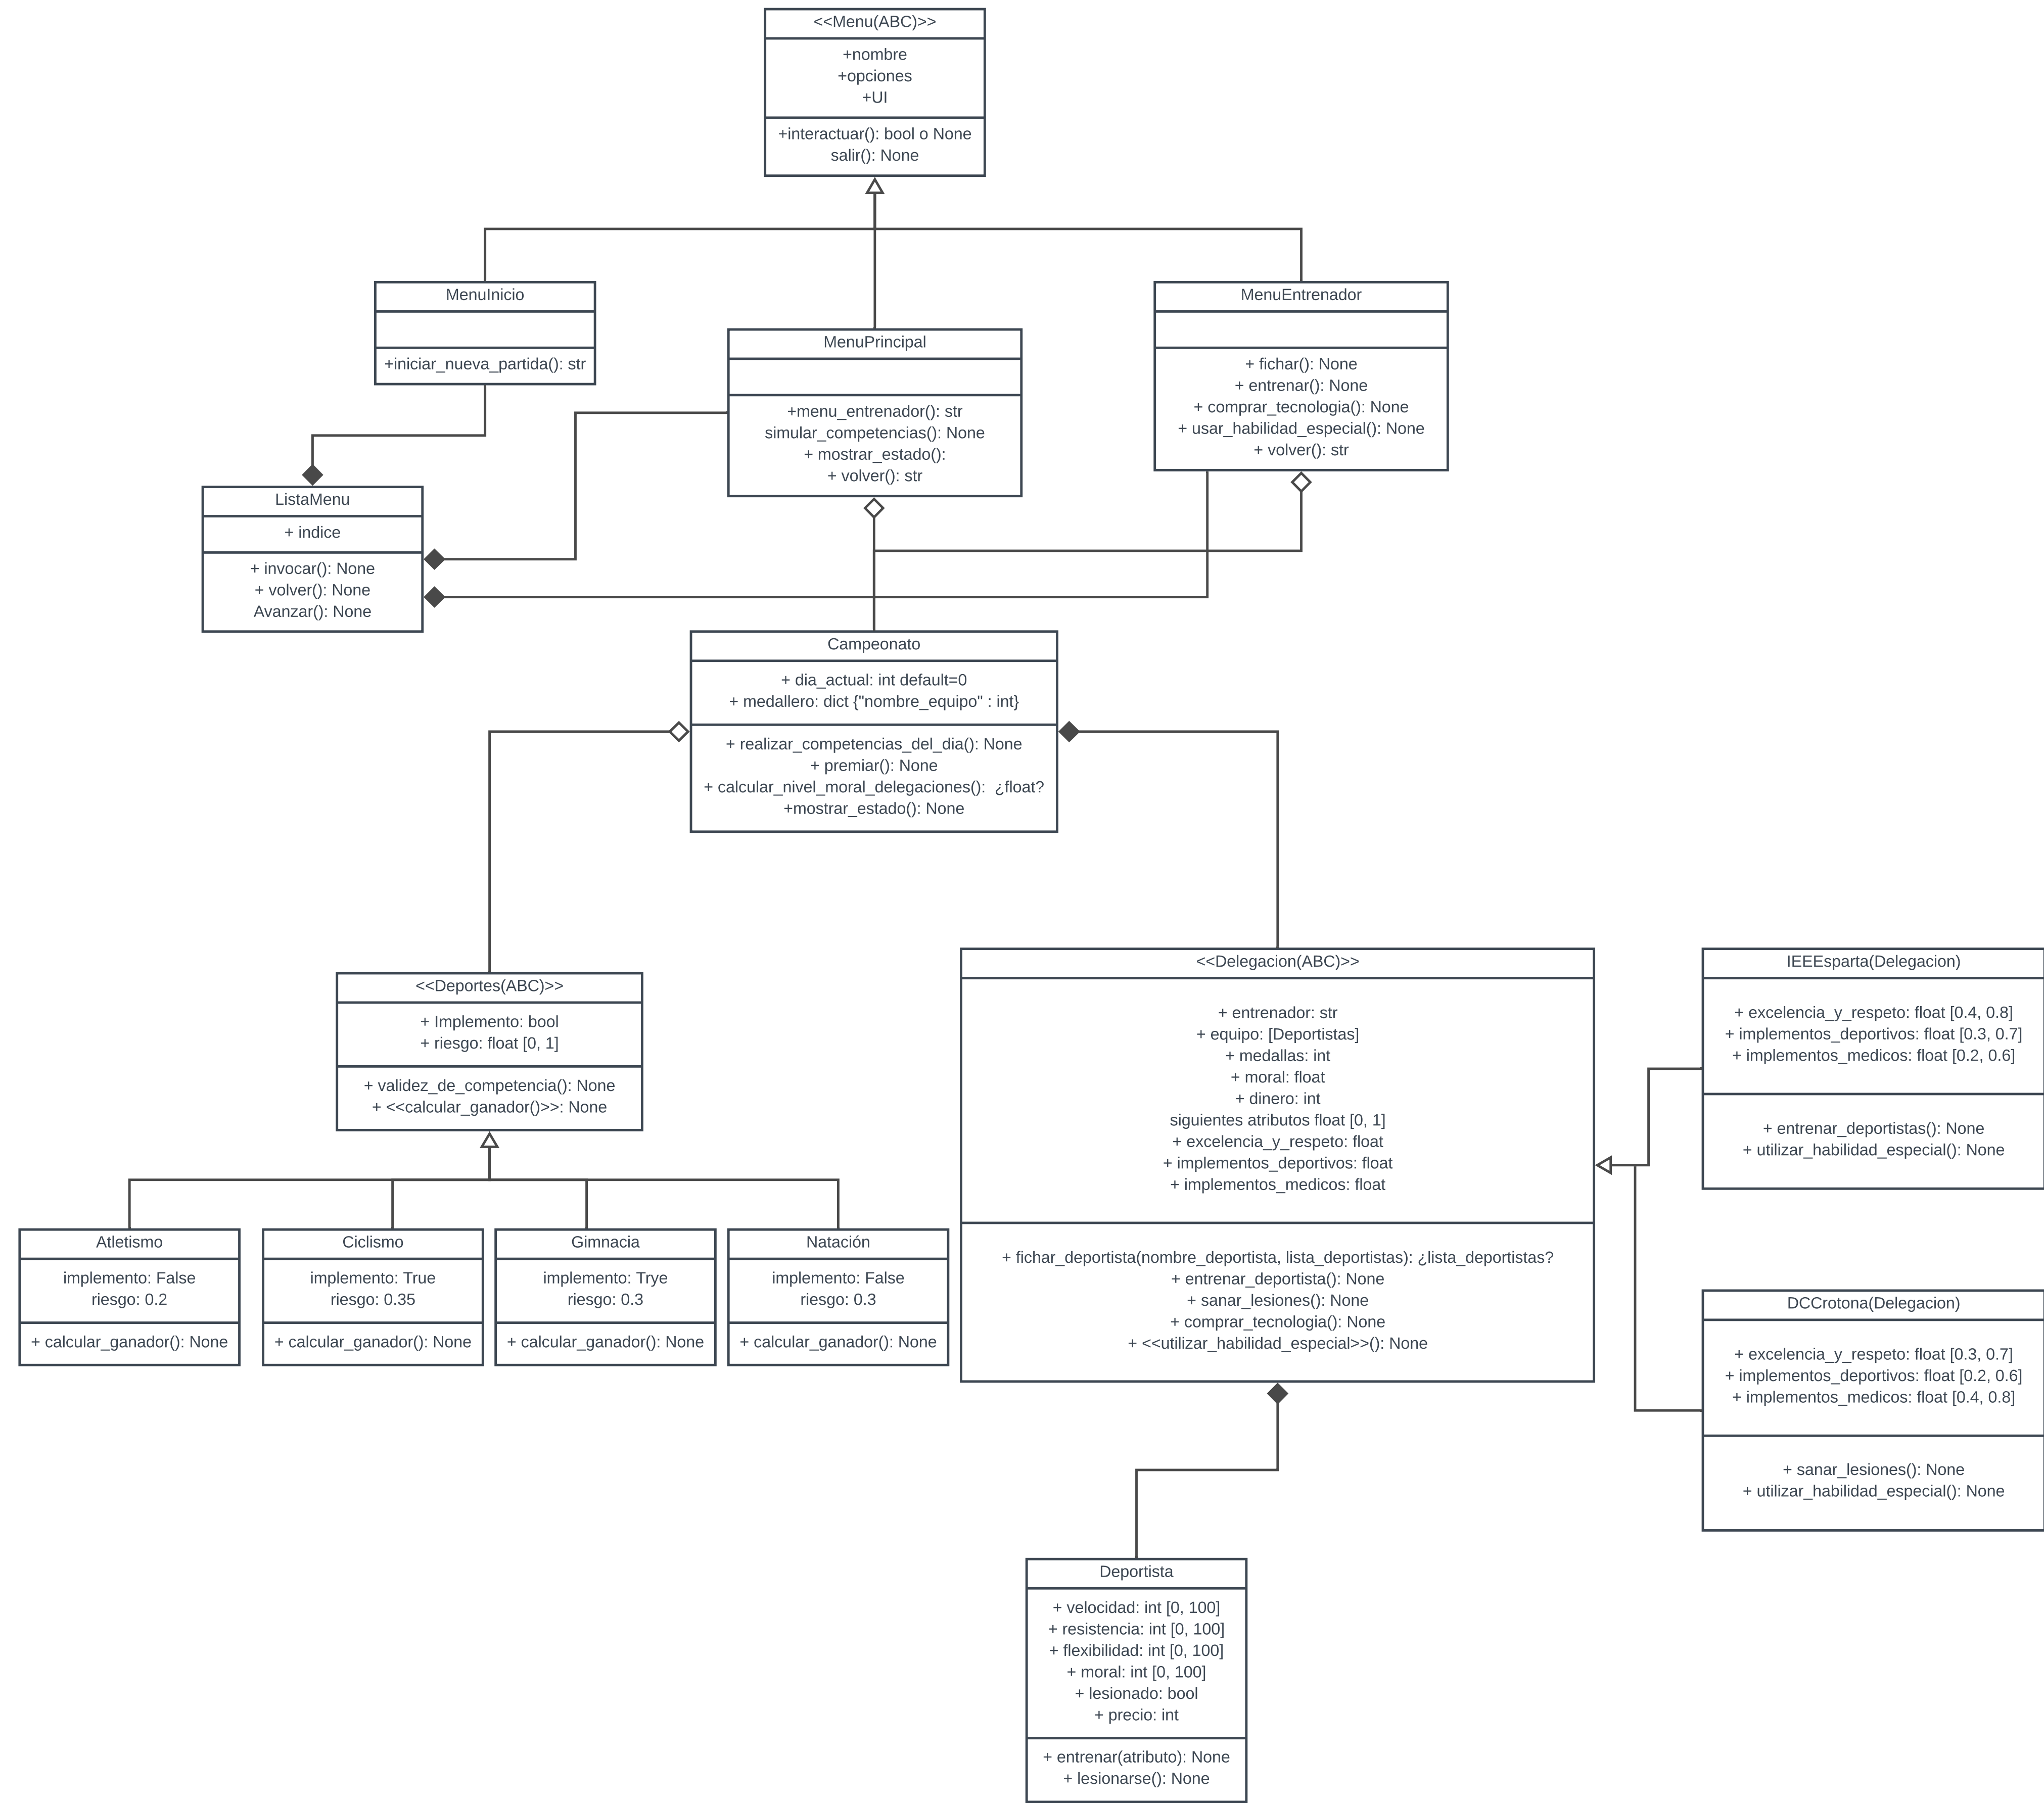 <<Menu(ABC)>>
+nombre
+opciones
+UI
+interactuar(): bool o None
salir(): None
MenuInicio
+iniciar_nueva_partida(): str
MenuPrincipal
+menu_entrenador(): str
simular_competencias(): None
+ mostrar_estado():
+ volver(): str
MenuEntrenador
+ fichar(): None
+ entrenar(): None
+ comprar_tecnologia(): None
+ usar_habilidad_especial(): None
+ volver(): str
ListaMenu
+ indice
+ invocar(): None
+ volver(): None
Avanzar(): None
Campeonato
+ dia_actual: int default=0
+ medallero: dict {"nombre_equipo" : int}
+ realizar_competencias_del_dia(): None
+ premiar(): None
+ calcular_nivel_moral_delegaciones():  ¿float?
+mostrar_estado(): None
<<Deportes(ABC)>>
+ Implemento: bool
+ riesgo: float [0, 1]
+ validez_de_competencia(): None
+ <<calcular_ganador()>>: None
Atletismo
implemento: False
riesgo: 0.2
+ calcular_ganador(): None
Ciclismo
implemento: True
riesgo: 0.35
+ calcular_ganador(): None
Gimnacia
implemento: Trye
riesgo: 0.3
+ calcular_ganador(): None
Natación
implemento: False
riesgo: 0.3
+ calcular_ganador(): None
<<Delegacion(ABC)>>
+ entrenador: str
+ equipo: [Deportistas]
+ medallas: int
+ moral: float
+ dinero: int
siguientes atributos float [0, 1]
+ excelencia_y_respeto: float
+ implementos_deportivos: float
+ implementos_medicos: float
+ fichar_deportista(nombre_deportista, lista_deportistas): ¿lista_deportistas?
+ entrenar_deportista(): None
+ sanar_lesiones(): None
+ comprar_tecnologia(): None
+ <<utilizar_habilidad_especial>>(): None
IEEEsparta(Delegacion)
+ excelencia_y_respeto: float [0.4, 0.8]
+ implementos_deportivos: float [0.3, 0.7]
+ implementos_medicos: float [0.2, 0.6]
+ entrenar_deportistas(): None
+ utilizar_habilidad_especial(): None
DCCrotona(Delegacion)
+ excelencia_y_respeto: float [0.3, 0.7]
+ implementos_deportivos: float [0.2, 0.6]
+ implementos_medicos: float [0.4, 0.8]
+ sanar_lesiones(): None
+ utilizar_habilidad_especial(): None
Deportista
+ velocidad: int [0, 100]
+ resistencia: int [0, 100]
+ flexibilidad: int [0, 100]
+ moral: int [0, 100]
+ lesionado: bool
+ precio: int
+ entrenar(atributo): None
+ lesionarse(): None